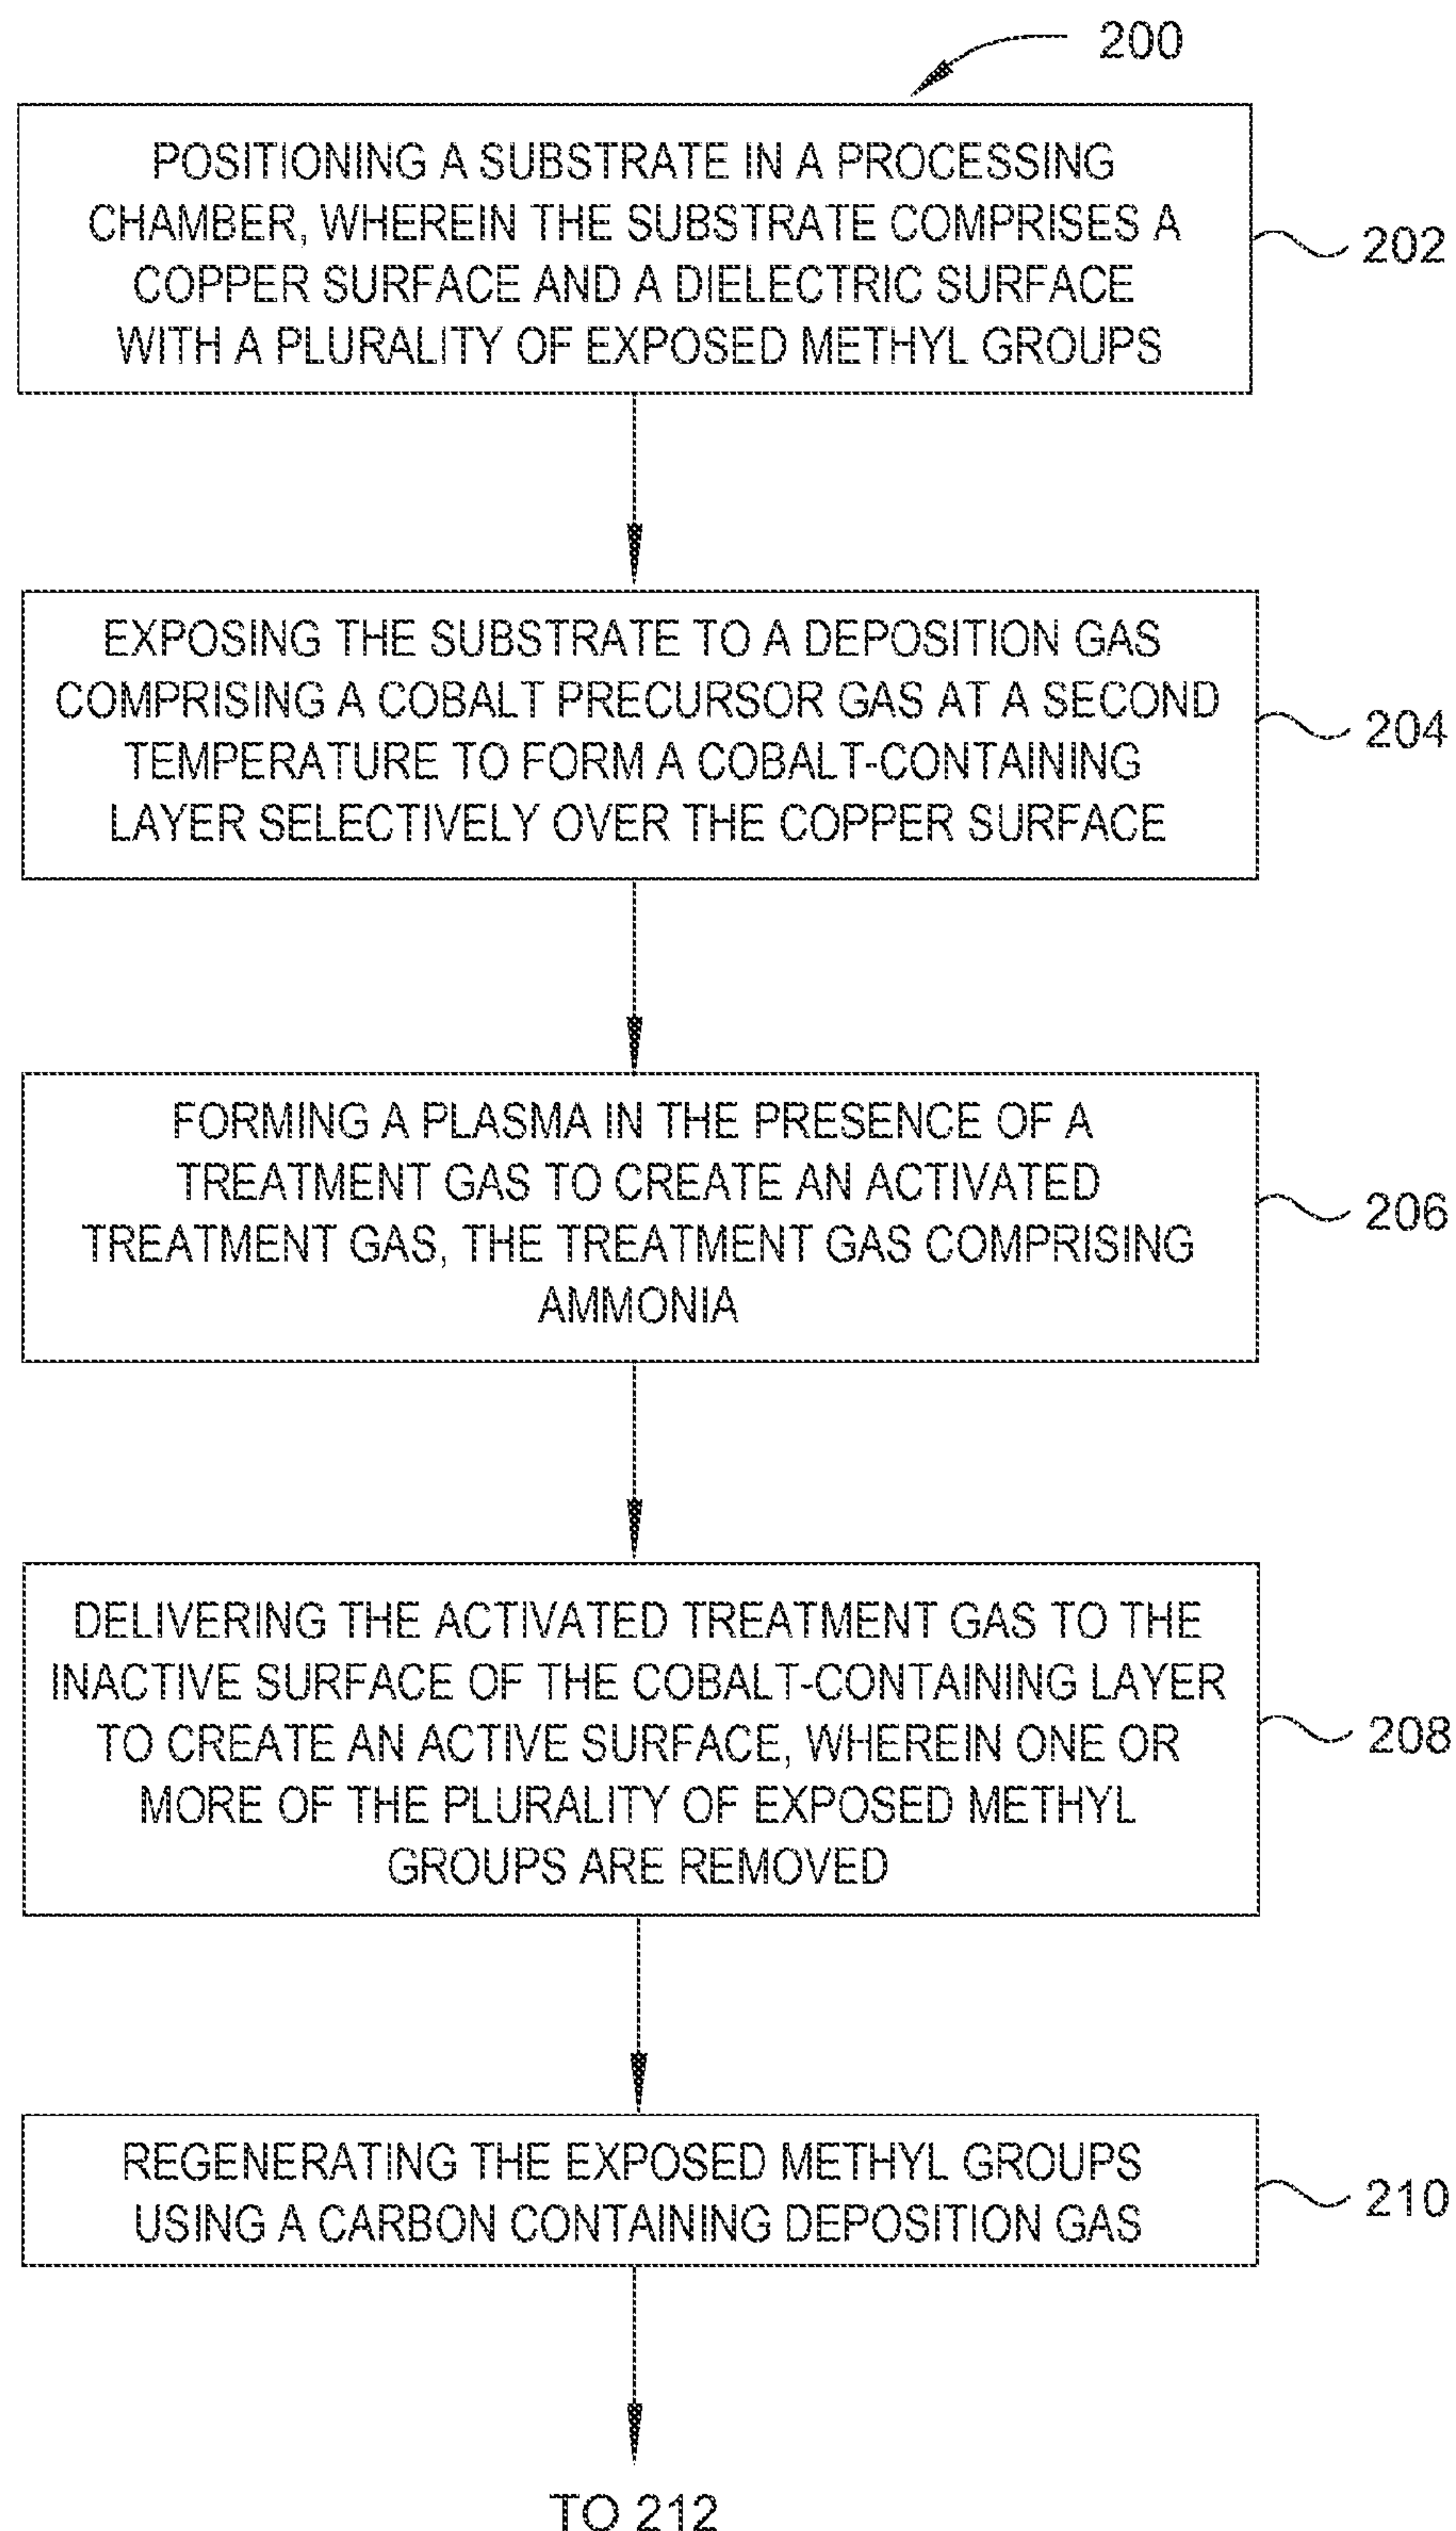 200
POSITIONING A SUBSTRATE IN A PROCESSING
CHAMBER, WHEREIN THE SUBSTRATE COMPRISES A
COPPER SURFACE AND A DIELECTRIC SURFACE
WITH A PLURALITY OF EXPOSED METHYL GROUPS
202
EXPOSING THE SUBSTRATE TO A DEPOSITION GAS
COMPRISING A COBALT PRECURSOR GAS AT A SECOND
TEMPERATURE TO FORM A COBALT-CONTAINING
LAYER SELECTIVELY OVER THE COPPER SURFACE
204
FORMING A PLASMA IN THE PRESENCE OF A
TREATMENT GAS TO CREATE AN ACTIVATED
TREATMENT GAS, THE TREATMENT GAS COMPRISING
AMMONIA
206
DELIVERING THE ACTIVATED TREATMENT GAS TO THE
INACTIVE SURFACE OF THE COBALT-CONTAINING LAYER
TO CREATE AN ACTIVE SURFACE, WHEREIN ONE OR
MORE OF THE PLURALITY OF EXPOSED METHYL
GROUPS ARE REMOVED
208
REGENERATING THE EXPOSED METHYL GROUPS
USING A CARBON CONTAINING DEPOSITION GAS
210
TO 212